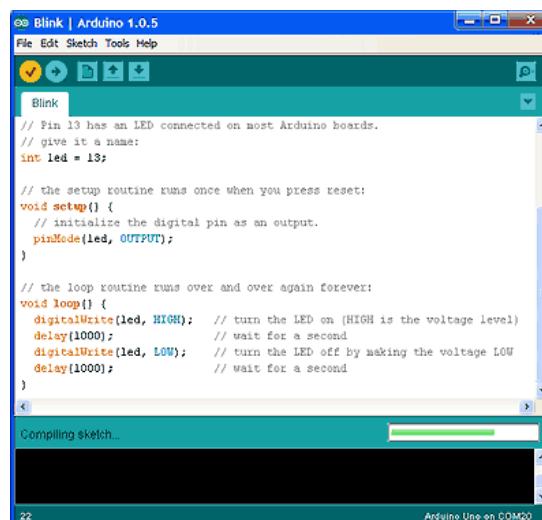 Blink | Arduino 1.0.5
File Edit Sketch Tools Help
Blink
// Pin 13 has an LED connected on most Arduino boards.
// give it a name:
int led = 13;
// the setup routine runs once when you press reset:
void setup() {
  // initialize the digital pin as an output.
  pinMode(led, OUTPUT);
}
// the loop routine runs over and over again forever:
void loop() {
  digitalWrite(led, HIGH);   // turn the LED on (HIGH is the voltage level)
  delay(1000);               // wait for a second
  digitalWrite(led, LOW);    // turn the LED off by making the voltage LOW
  delay(1000);               // wait for a second
}
Compiling sketch...
22 Arduino Uno on COM20